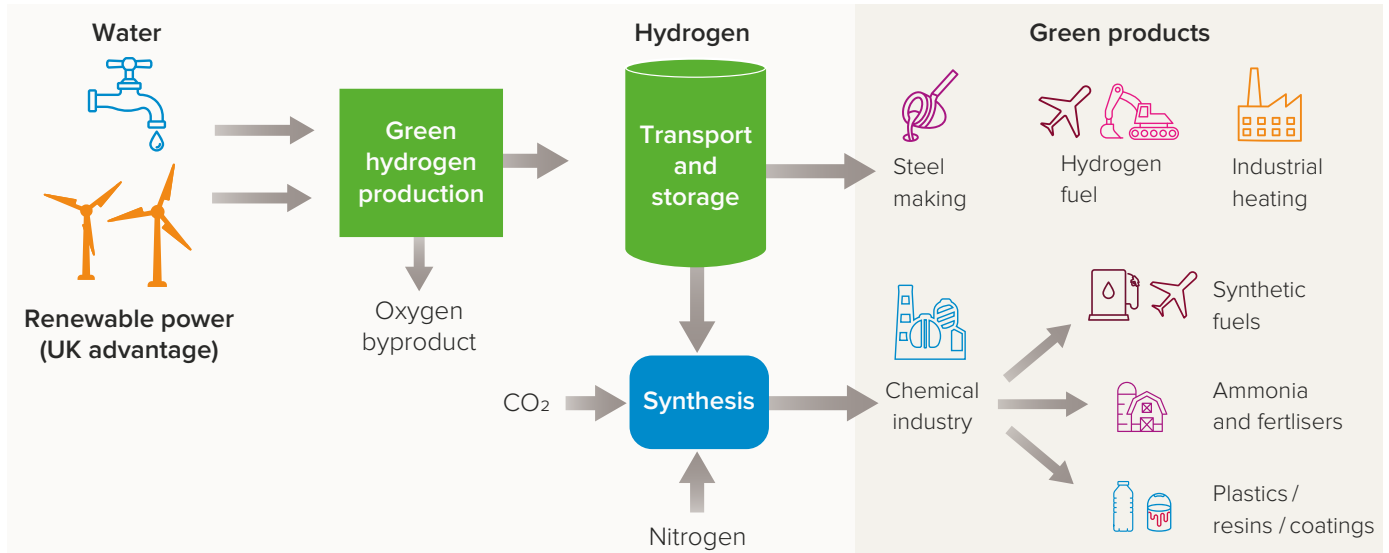 Water
Hydrogen
Green products
Green
hydrogen
production
Transport
and
storage
Steel
making
Hydrogen
fuel
Industrial
heating
Renewable power
(UK advantage)
Oxygen
byproduct
CO₂
Synthesis
Nitrogen
Chemical
industry
Synthetic
fuels
Ammonia
and fertlisers
Plastics /
resins / coatings